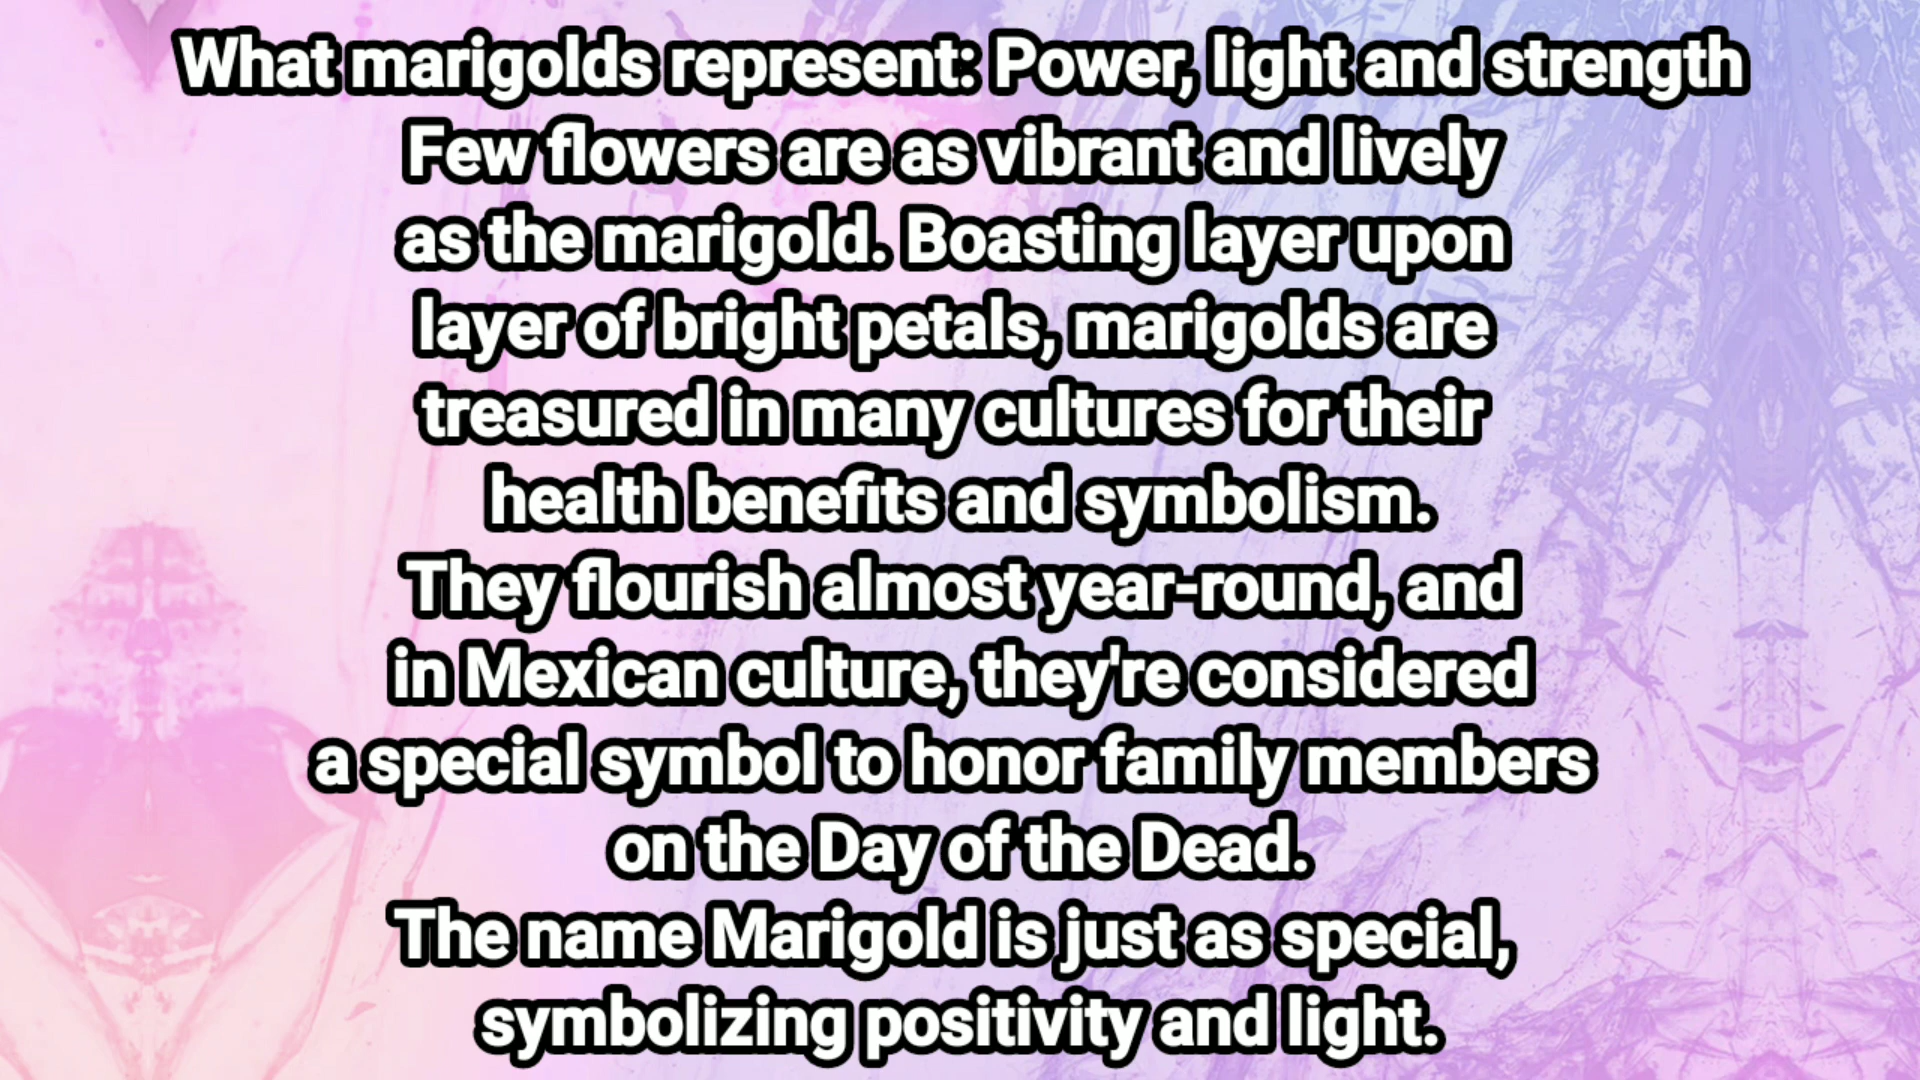 What marigolds represent: Power, light and strength
Few flowers are as vibrant and lively
as the marigold. Boasting layer upon
layer of bright petals, marigolds are
treasured in many cultures for their
health benefits and symbolism.
They flourish almost year-round, and
in Mexican culture, they're considered
a special symbol to honor family members
on the Day of the Dead.
The name Marigold is just as special,
symbolizing positivity and light.